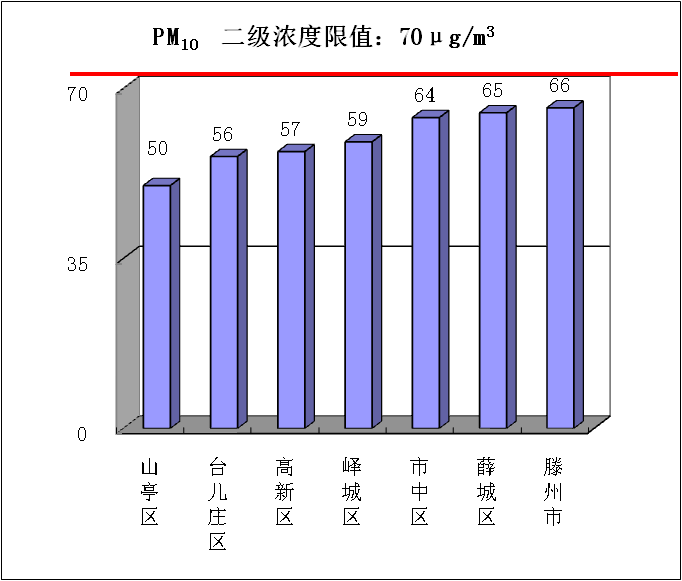 PM10 二级浓度限值：70μg/m3
70
35
0
50
56
57
59
64
65
66
山亭区
台儿庄区
高新区
峄城区
市中区
薛城区
滕州市